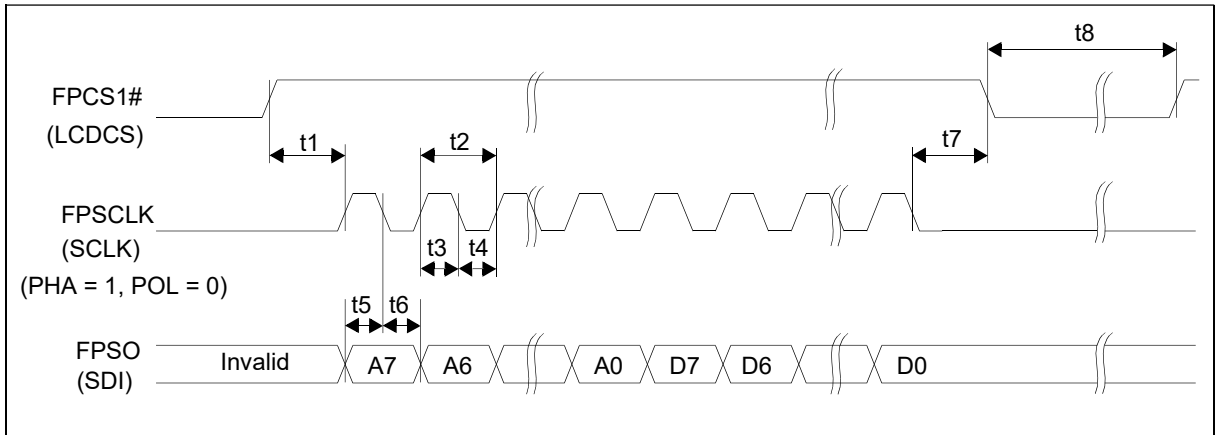 t8
FPCS1#
(LCDCS)
t1
t2
t7
FPSCLK
(SCLK)
(PHA = 1, POL = 0)
t3
t4
t5
t6
FPSO
(SDI)
Invalid
A7
A6
A0
D7
D6
D0